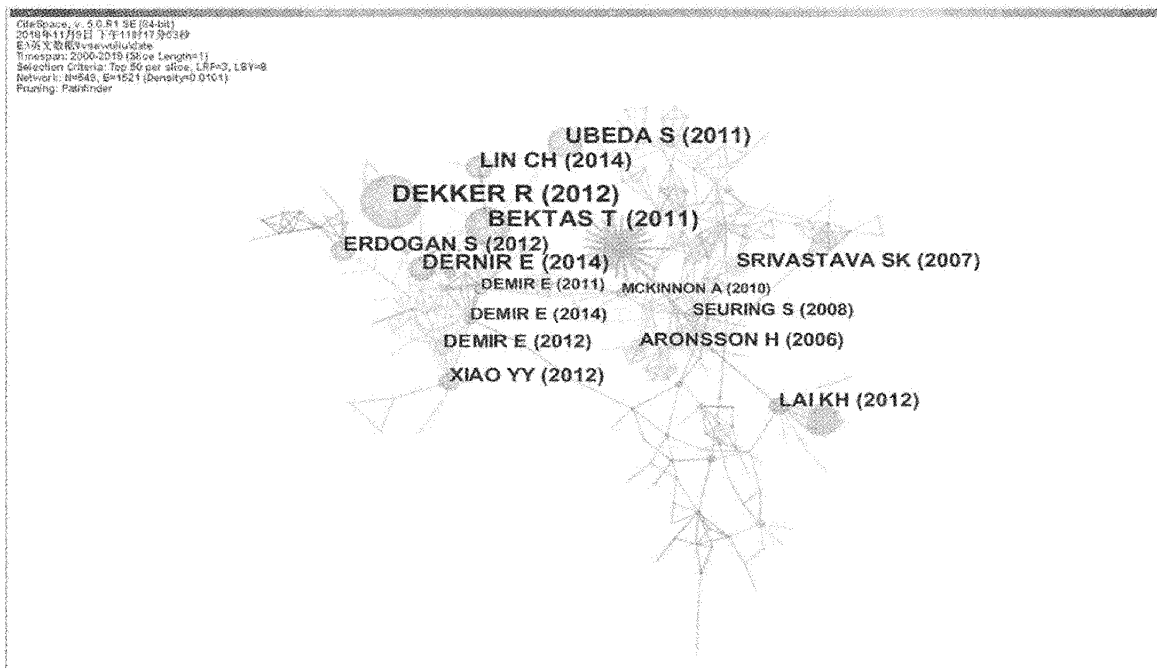 CiteSpace, v. 5.0.R1 SE (64-bit)
Timespan: 2000-2019 (Slice Length=1)
Selection Criteria: Top 50 per slice, LRF=3, LBY=8
Network: N=549, E=1521 (Density=0.0101)
Pruning: Pathfinder
UBEDA S (2011)
LIN CH (2014)
DEKKER R (2012)
BEKTAS T (2011)
ERDOGAN S (2012)
DERNIR E (2014)
SRIVASTAVA SK (2007)
DEMIR E (2011)
MCKINNON A (2010)
DEMIR E (2014)
SEURING S (2008)
DEMIR E (2012)
ARONSSON H (2006)
XIAO YY (2012)
LAI KH (2012)